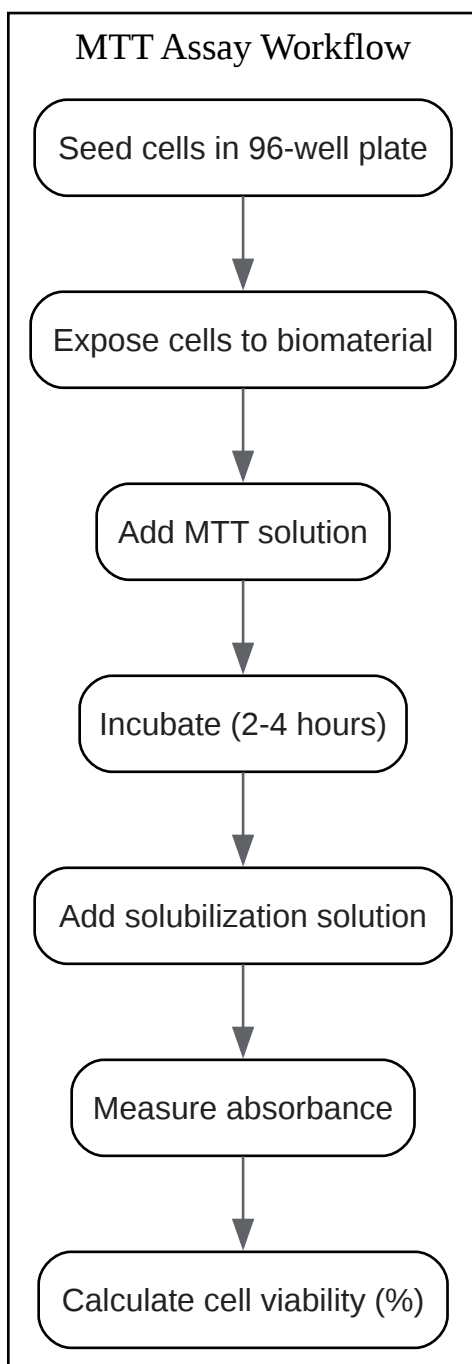 MTT Assay Workflow
Seed cells in 96-well plate
Expose cells to biomaterial
Add MTT solution
Incubate (2-4 hours)
Add solubilization solution
Measure absorbance
Calculate cell viability (%)